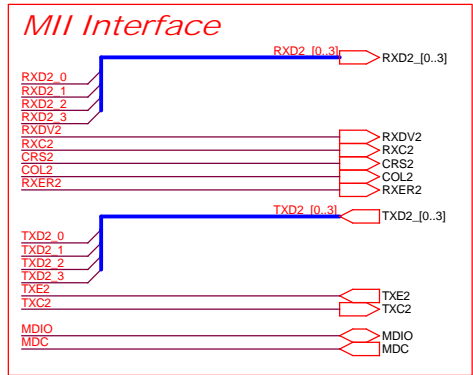 MII Interface
RXD2_[0..3] RXD2_[0..3]
RXD2_0
RXD2_1
RXD2_2
RXD2_3
RXDV2 RXDV2
RXC2 RXC2
CRS2 CRS2
COL2 COL2
RXER2 RXER2
TXD2_[0..3] TXD2_[0..3]
TXD2_0
TXD2_1
TXD2_2
TXD2_3
TXE2 TXE2
TXC2 TXC2
MDIO MDIO
MDC MDC